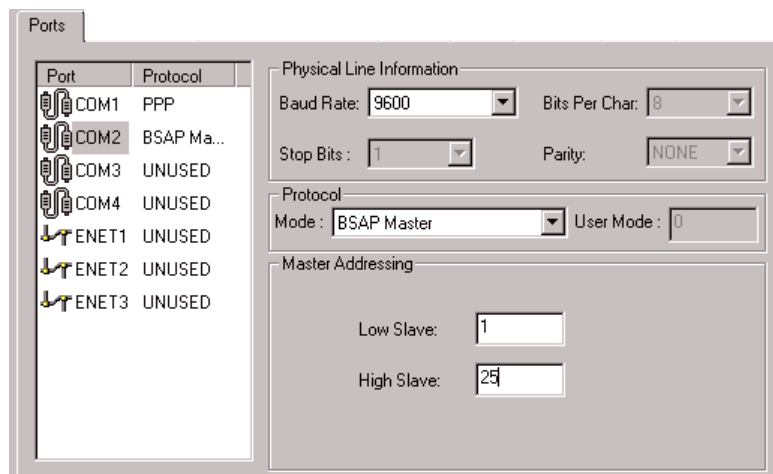 Ports
Port Protocol
COM1 PPP
COM2 BSAP Ma...
COM3 UNUSED
COM4 UNUSED
ENET1 UNUSED
ENET2 UNUSED
ENET3 UNUSED
Physical Line Information
Baud Rate: 9600 Bits Per Char: 8
Stop Bits : 1 Parity: NONE
Protocol
Mode : BSAP Master User Mode : 0
Master Addressing
Low Slave: 1
High Slave: 25